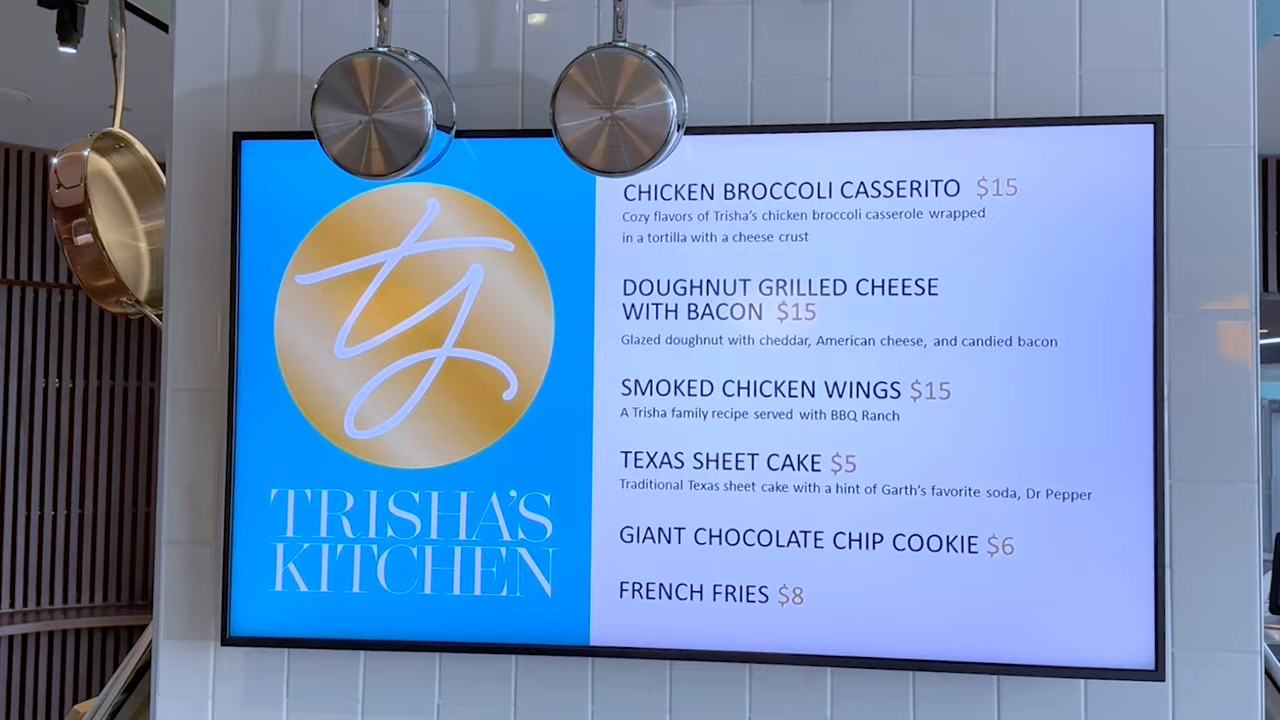 ty
TRISHA'S
KITCHEN
CHICKEN BROCCOLI CASSERITO $15
Cozy flavors of Trisha's chicken broccoli casserole wrapped
in a tortilla with a cheese crust
DOUGHNUT GRILLED CHEESE
WITH BACON $15
Glazed doughnut with cheddar, American cheese, and candied bacon
SMOKED CHICKEN WINGS $15
A Trisha family recipe served with BBQ Ranch
TEXAS SHEET CAKE $5
Traditional Texas sheet cake with a hint of Garth's favorite soda, Dr Pepper
GIANT CHOCOLATE CHIP COOKIE $6
FRENCH FRIES $8